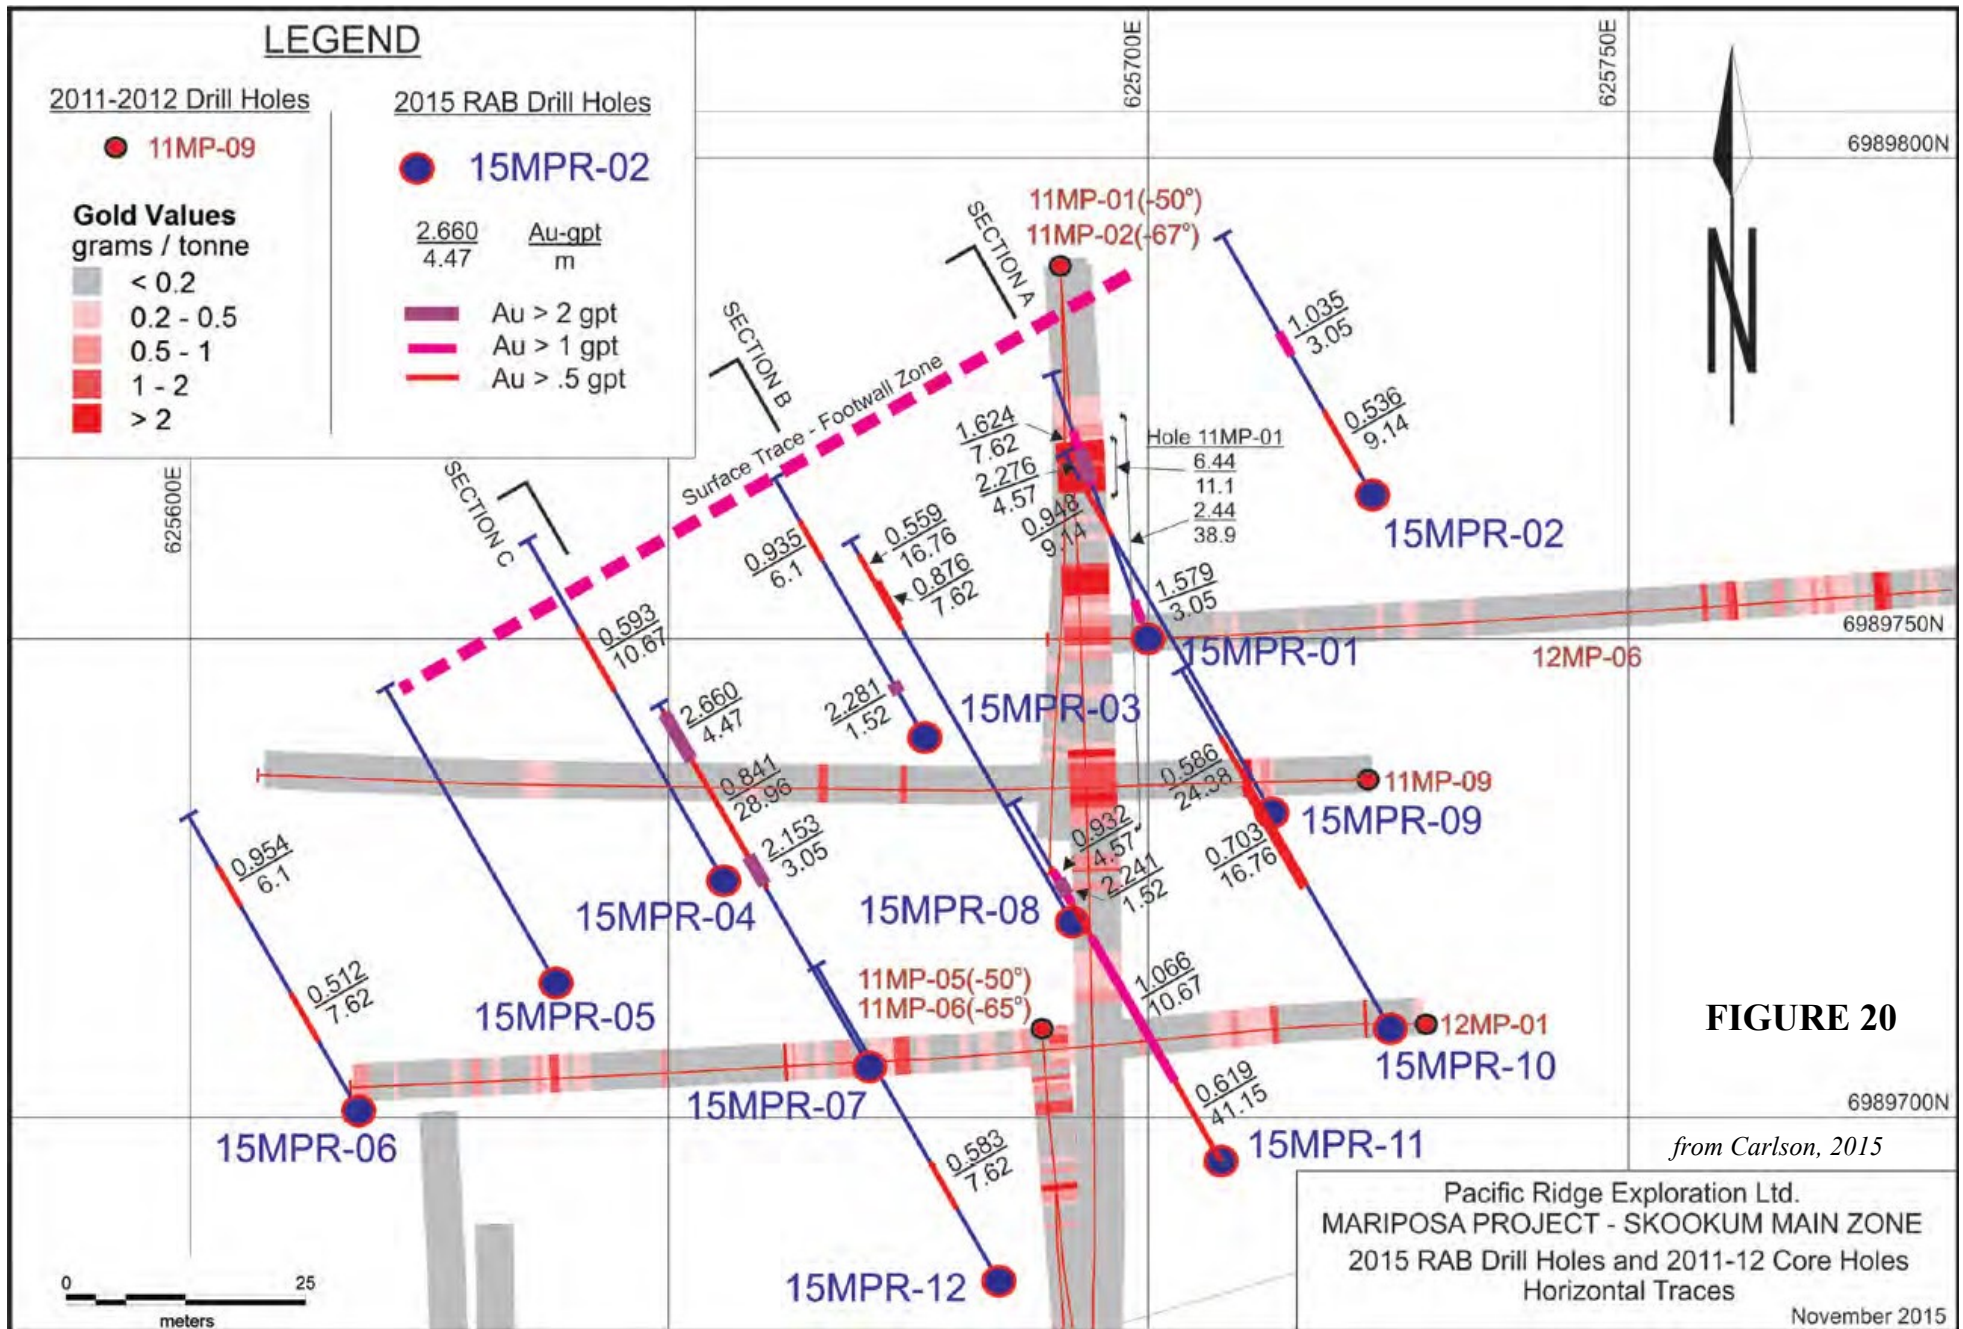 LEGEND
2011-2012 Drill Holes
11MP-09
2015 RAB Drill Holes
15MPR-02
2.660
4.47
Au-gpt
m
Gold Values
grams / tonne
< 0.2
0.2 - 0.5
0.5 - 1
1 - 2
> 2
Au > 2 gpt
Au > 1 gpt
Au > .5 gpt
625700E
625750E
6989800N
N
SECTION A
11MP-01(-50°)
11MP-02(-67°)
1.035
3.05
SECTION B
0.536
9.14
Surface Trace - Footwall Zone
1.624
7.62
2.276
4.57
0.948
9.14
Hole 11MP-01
6.44
11.1
2.44
38.9
15MPR-02
625600E
SECTION C
0.935
6.1
0.559
16.76
0.876
7.62
1.579
3.05
6989750N
0.593
10.67
15MPR-01
12MP-06
2.281
1.52
15MPR-03
2.660
4.47
0.841
28.96
2.153
3.05
0.586
24.38
11MP-09
15MPR-09
0.932
4.57
2.241
1.52
0.703
16.76
0.954
6.1
15MPR-04
15MPR-08
0.512
7.62
15MPR-05
11MP-05(-50°)
11MP-06(-65°)
1.066
10.67
FIGURE 20
12MP-01
15MPR-10
15MPR-07
0.619
41.15
6989700N
15MPR-06
15MPR-11
from Carlson, 2015
0.583
7.62
15MPR-12
0 25
meters
Pacific Ridge Exploration Ltd.
MARIPOSA PROJECT - SKOOKUM MAIN ZONE
2015 RAB Drill Holes and 2011-12 Core Holes
Horizontal Traces
November 2015